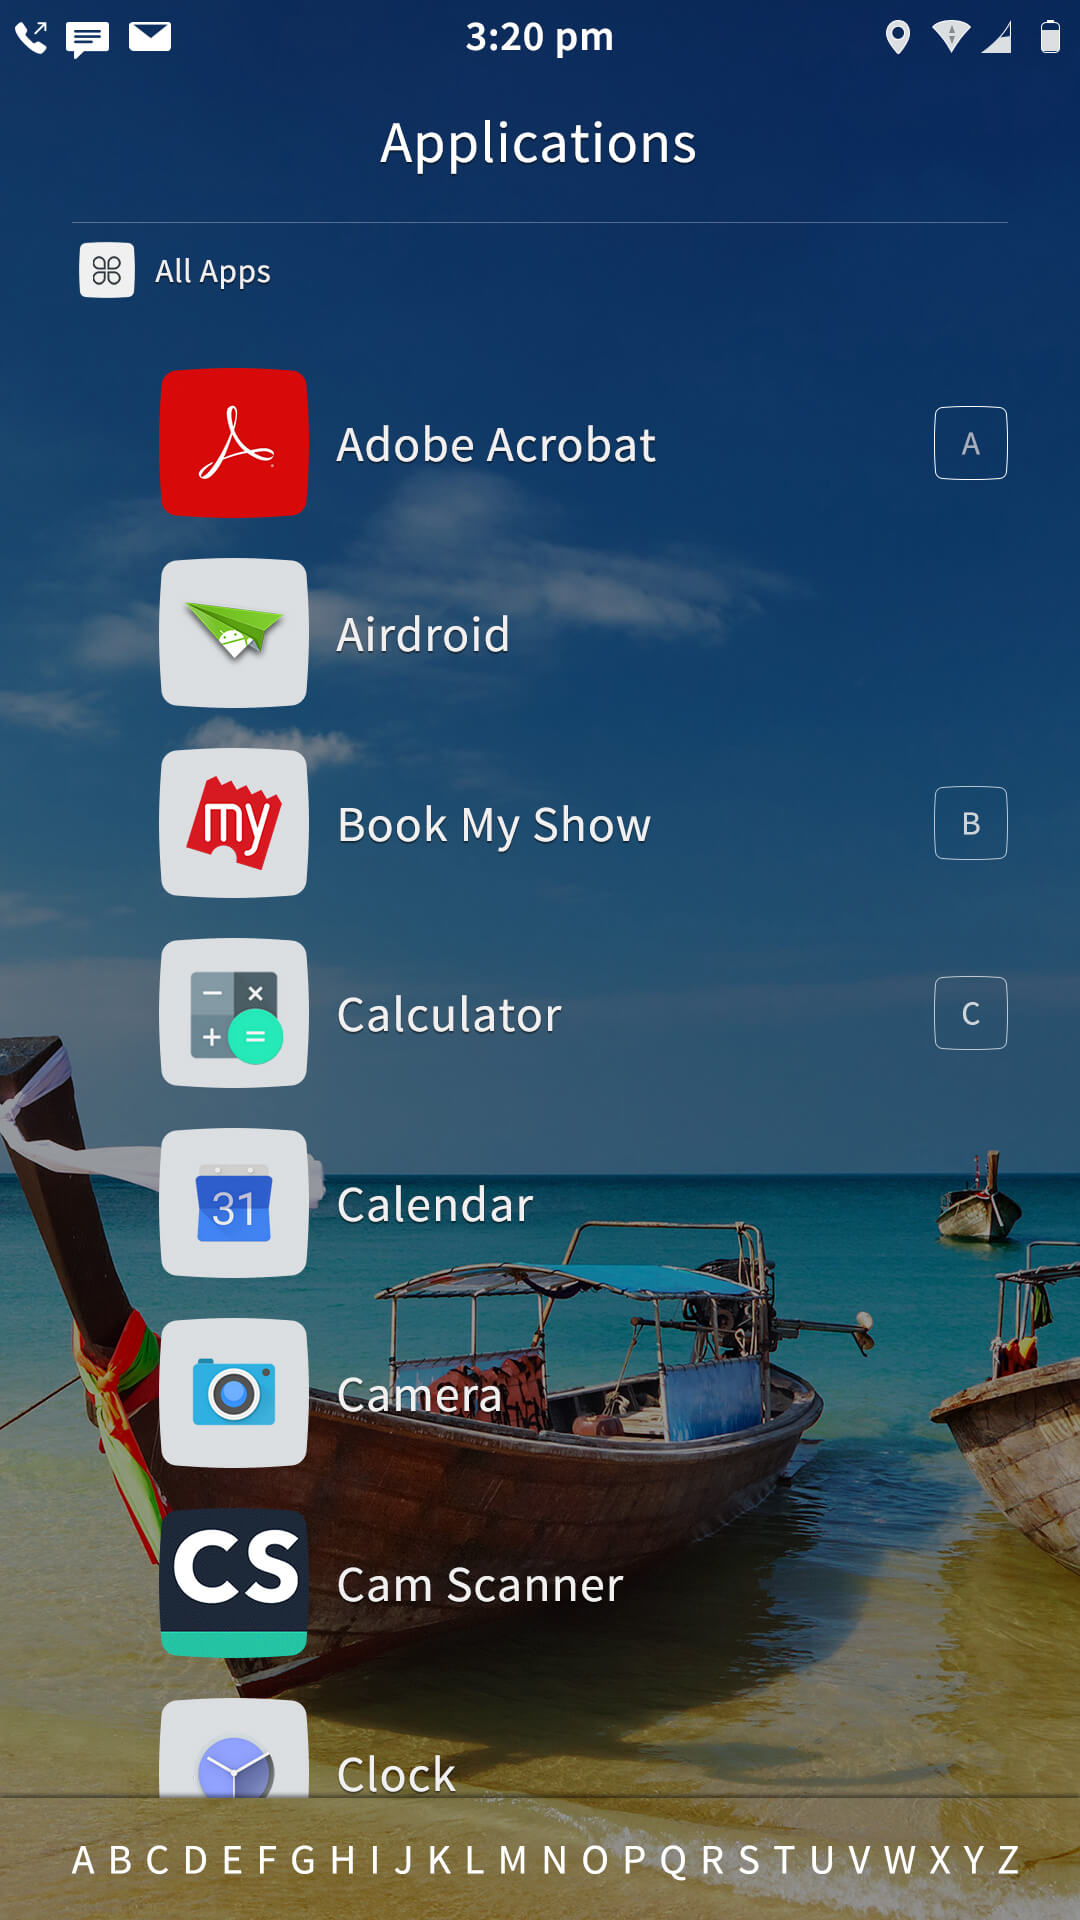 3:20 pm
Applications
All Apps
Adobe Acrobat
A
Airdroid
my
Book My Show
B
Calculator
C
31
Calendar
Camera
CS
Cam Scanner
Clock
A B C D E F G H I J K L M N O P Q R S T U V W X Y Z